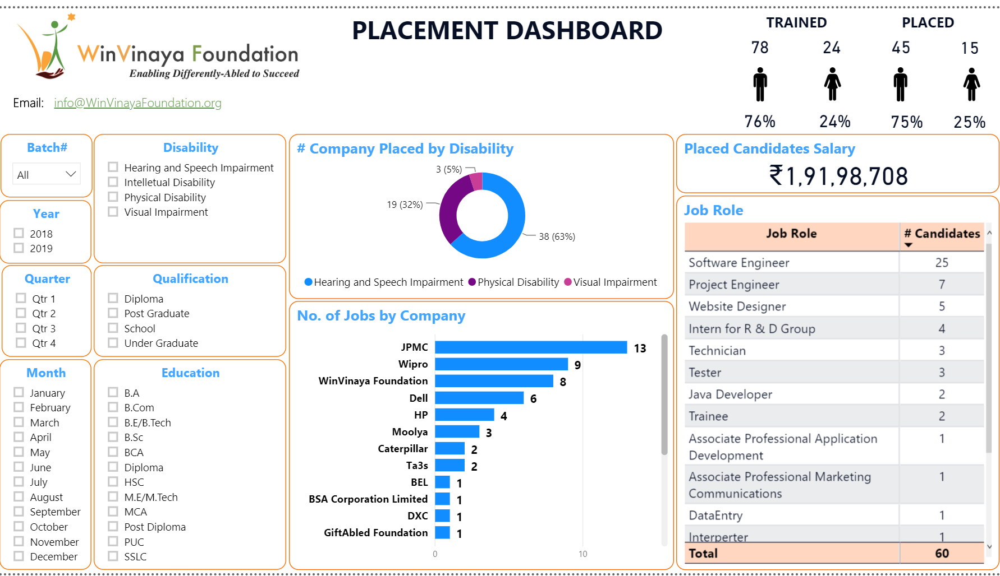 PLACEMENT DASHBOARD
WinVinaya Foundation
Enabling Differently-Abled to Succeed
Email: info@WinVinayaFoundation.org
TRAINED PLACED
78 24 45 15
76% 24% 75% 25%
Batch#
All
Year
2018
2019
Quarter
Qtr 1
Qtr 2
Qtr 3
Qtr 4
Month
January
February
March
April
May
June
July
August
September
October
November
December
Disability
Hearing and Speech Impairment
Intelletual Disability
Physical Disability
Visual Impairment
Qualification
Diploma
Post Graduate
School
Under Graduate
Education
B.A
B.Com
B.E/B.Tech
B.Sc
BCA
Diploma
HSC
M.E/M.Tech
MCA
Post Diploma
PUC
SSLC
# Company Placed by Disability
3 (5%)
19 (32%)
38 (63%)
Hearing and Speech Impairment Physical Disability Visual Impairment
No. of Jobs by Company
JPMC 13
Wipro 9
WinVinaya Foundation 8
Dell 6
HP 4
Moolya 3
Caterpillar 2
Ta3s 2
BEL 1
BSA Corporation Limited 1
DXC 1
GiftAbled Foundation 1
0 10
Placed Candidates Salary
₹1,91,98,708
Job Role
Job Role # Candidates
Software Engineer 25
Project Engineer 7
Website Designer 5
Intern for R & D Group 4
Technician 3
Tester 3
Java Developer 2
Trainee 2
Associate Professional Application 1
Development
Associate Professional Marketing 1
Communications
DataEntry 1
Interperter 1
Total 60